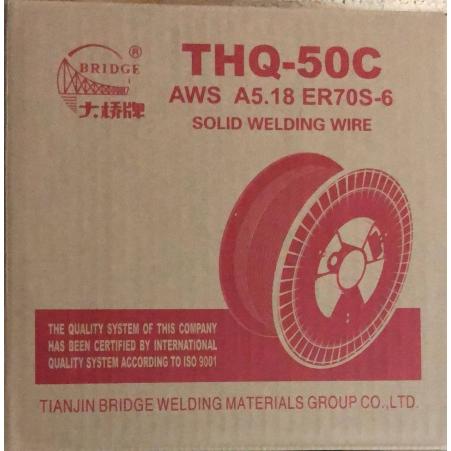 BRIDGE ®
大桥牌
THQ-50C
AWS A5.18 ER70S-6
SOLID WELDING WIRE
THE QUALITY SYSTEM OF THIS COMPANY
HAS BEEN CERTIFIED BY INTERNATIONAL
QUALITY SYSTEM ACCORDING TO ISO 9001
TIANJIN BRIDGE WELDING MATERIALS GROUP CO.,LTD.